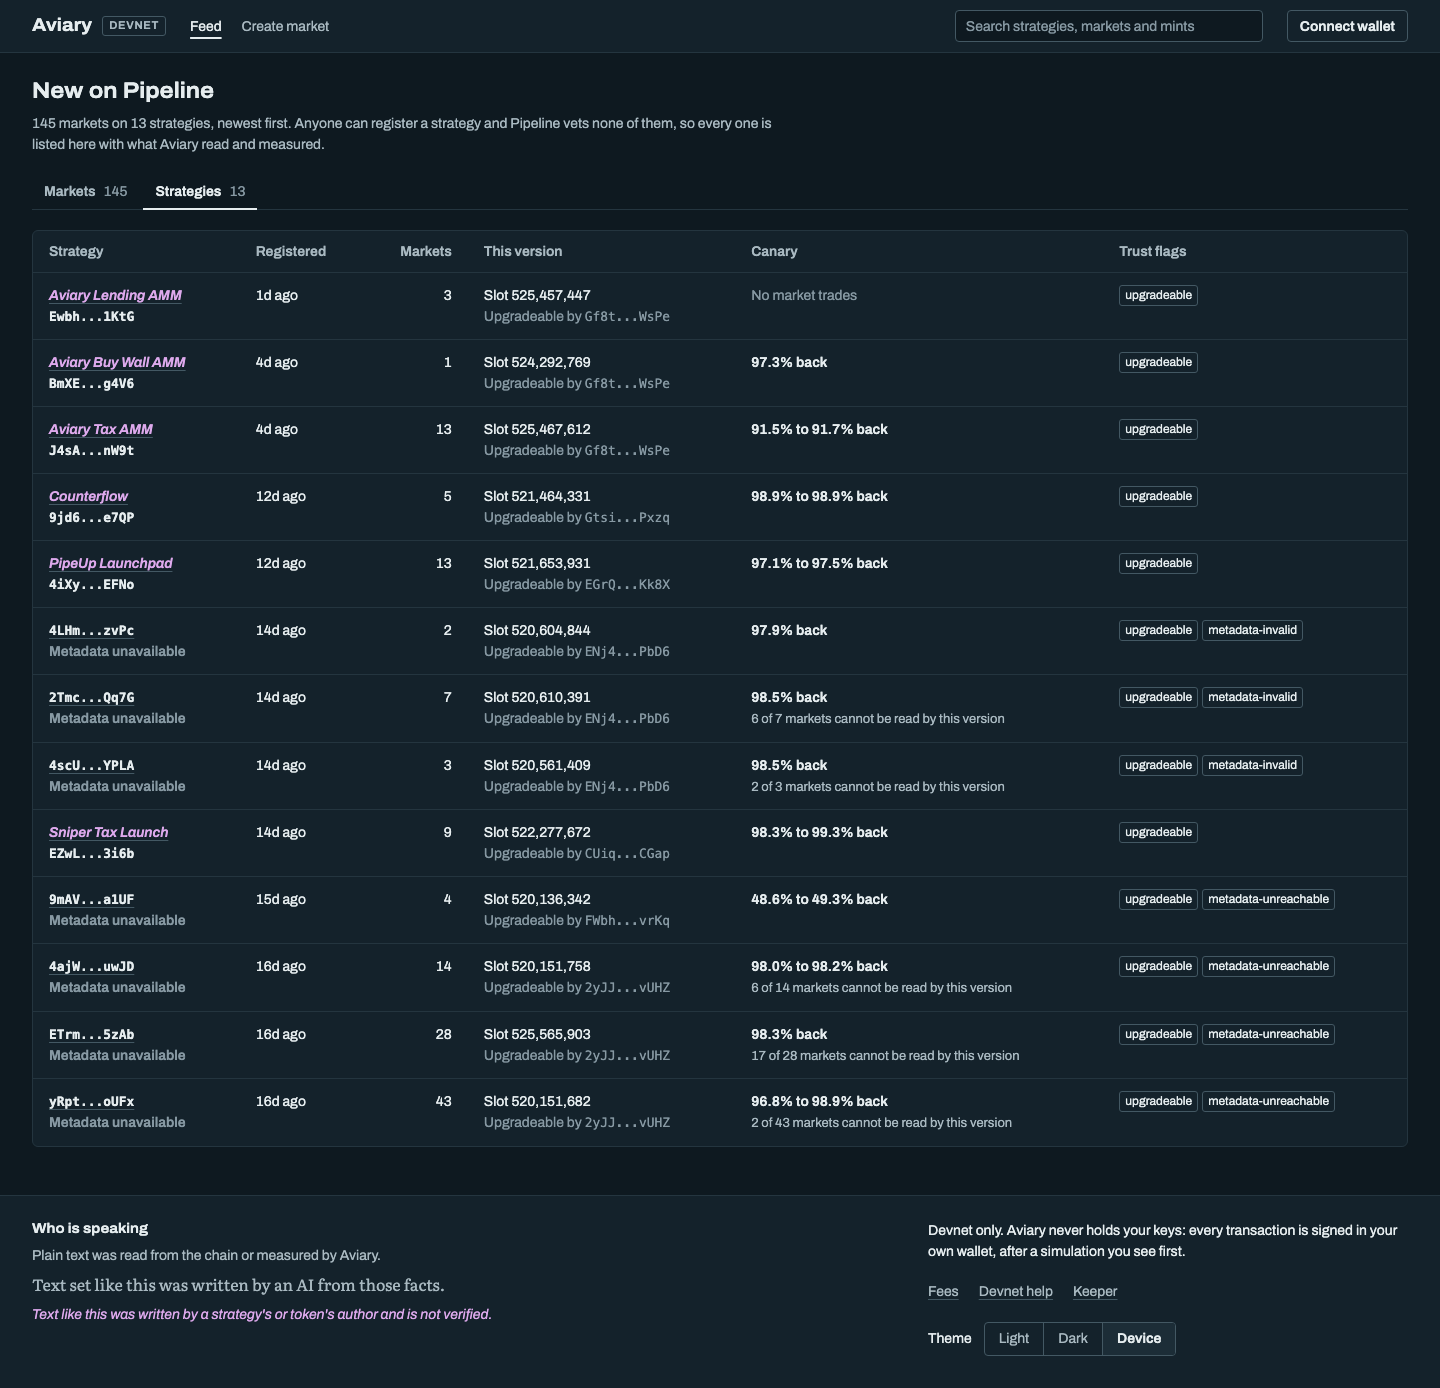 Aviary DEVNET Feed Create market Search strategies, markets and mints Connect wallet
New on Pipeline
145 markets on 13 strategies, newest first. Anyone can register a strategy and Pipeline vets none of them, so every one is
listed here with what Aviary read and measured.
Markets 145 Strategies 13
Strategy Registered Markets This version Canary Trust flags
Aviary Lending AMM 1d ago 3 Slot 525,457,447 No market trades upgradeable
Ewbh...1KtG Upgradeable by Gf8t...WsPe
Aviary Buy Wall AMM 4d ago 1 Slot 524,292,769 97.3% back upgradeable
BmXE...g4V6 Upgradeable by Gf8t...WsPe
Aviary Tax AMM 4d ago 13 Slot 525,467,612 91.5% to 91.7% back upgradeable
J4sA...nW9t Upgradeable by Gf8t...WsPe
Counterflow 12d ago 5 Slot 521,464,331 98.9% to 98.9% back upgradeable
9jd6...e7QP Upgradeable by Gtsi...Pxzq
PipeUp Launchpad 12d ago 13 Slot 521,653,931 97.1% to 97.5% back upgradeable
4iXy...EFNo Upgradeable by EGrQ...Kk8X
4LHm...zvPc 14d ago 2 Slot 520,604,844 97.9% back upgradeable metadata-invalid
Metadata unavailable Upgradeable by ENj4...PbD6
2Tmc...Qq7G 14d ago 7 Slot 520,610,391 98.5% back upgradeable metadata-invalid
Metadata unavailable Upgradeable by ENj4...PbD6 6 of 7 markets cannot be read by this version
4scU...YPLA 14d ago 3 Slot 520,561,409 98.5% back upgradeable metadata-invalid
Metadata unavailable Upgradeable by ENj4...PbD6 2 of 3 markets cannot be read by this version
Sniper Tax Launch 14d ago 9 Slot 522,277,672 98.3% to 99.3% back upgradeable
EZwL...3i6b Upgradeable by CUiq...CGap
9mAV...a1UF 15d ago 4 Slot 520,136,342 48.6% to 49.3% back upgradeable metadata-unreachable
Metadata unavailable Upgradeable by FWbh...vrKq
4ajW...uwJD 16d ago 14 Slot 520,151,758 98.0% to 98.2% back upgradeable metadata-unreachable
Metadata unavailable Upgradeable by 2yJJ...vUHZ 6 of 14 markets cannot be read by this version
ETrm...5zAb 16d ago 28 Slot 525,565,903 98.3% back upgradeable metadata-unreachable
Metadata unavailable Upgradeable by 2yJJ...vUHZ 17 of 28 markets cannot be read by this version
yRpt...oUFx 16d ago 43 Slot 520,151,682 96.8% to 98.9% back upgradeable metadata-unreachable
Metadata unavailable Upgradeable by 2yJJ...vUHZ 2 of 43 markets cannot be read by this version
Who is speaking
Plain text was read from the chain or measured by Aviary.
Text set like this was written by an AI from those facts.
Text like this was written by a strategy's or token's author and is not verified.
Devnet only. Aviary never holds your keys: every transaction is signed in your
own wallet, after a simulation you see first.
Fees Devnet help Keeper
Theme Light Dark Device